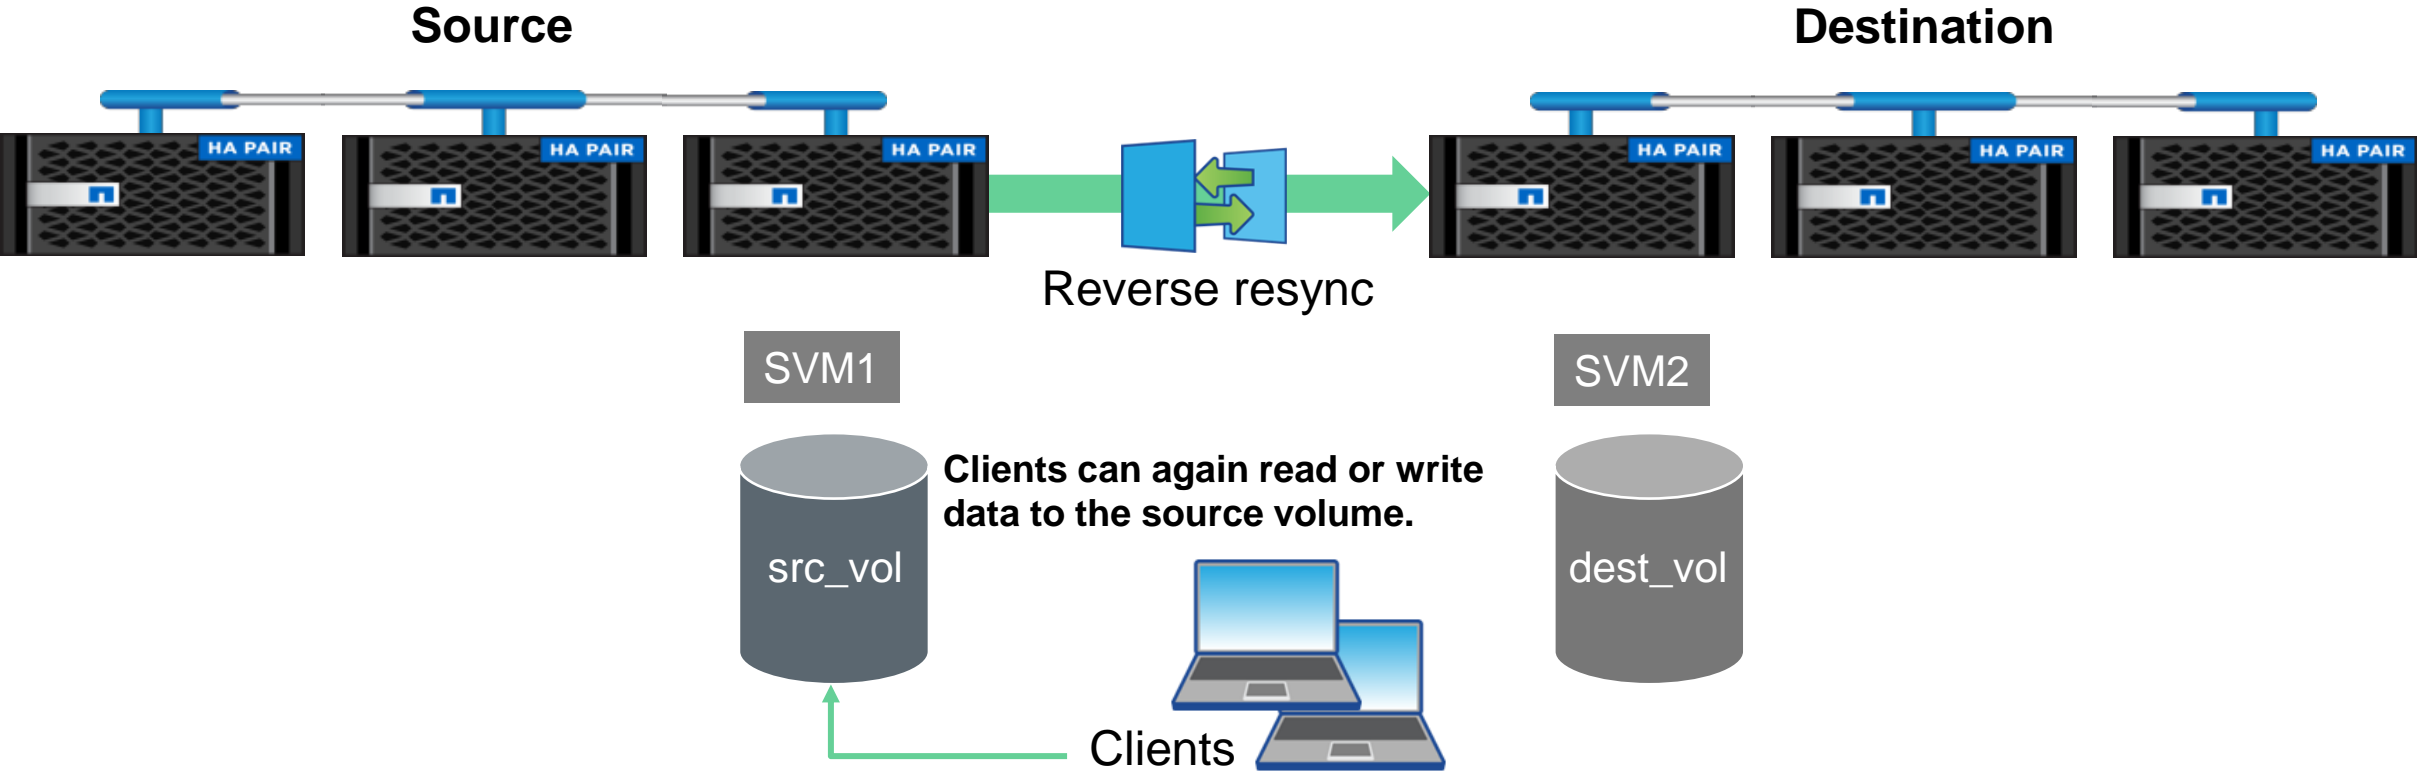 Source
Destination
HA PAIR
HA PAIR
HA PAIR
HA PAIR
HA PAIR
HA PAIR
Reverse resync
SVM1
SVM2
Clients can again read or write
data to the source volume.
src_vol
dest_vol
Clients